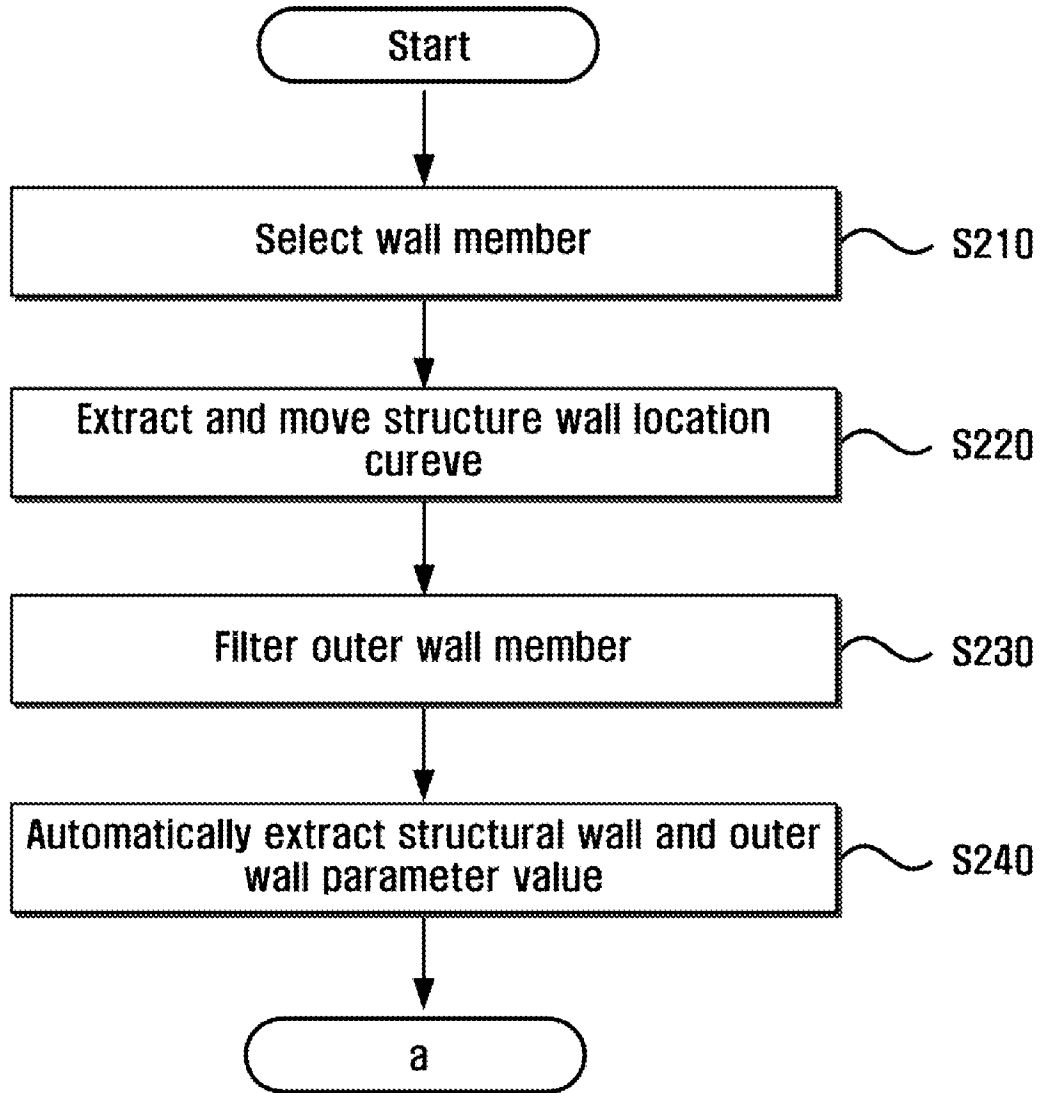 Start
Select wall member
S210
Extract and move structure wall location
cureve
S220
Filter outer wall member
S230
Automatically extract structural wall and outer
wall parameter value
S240
a